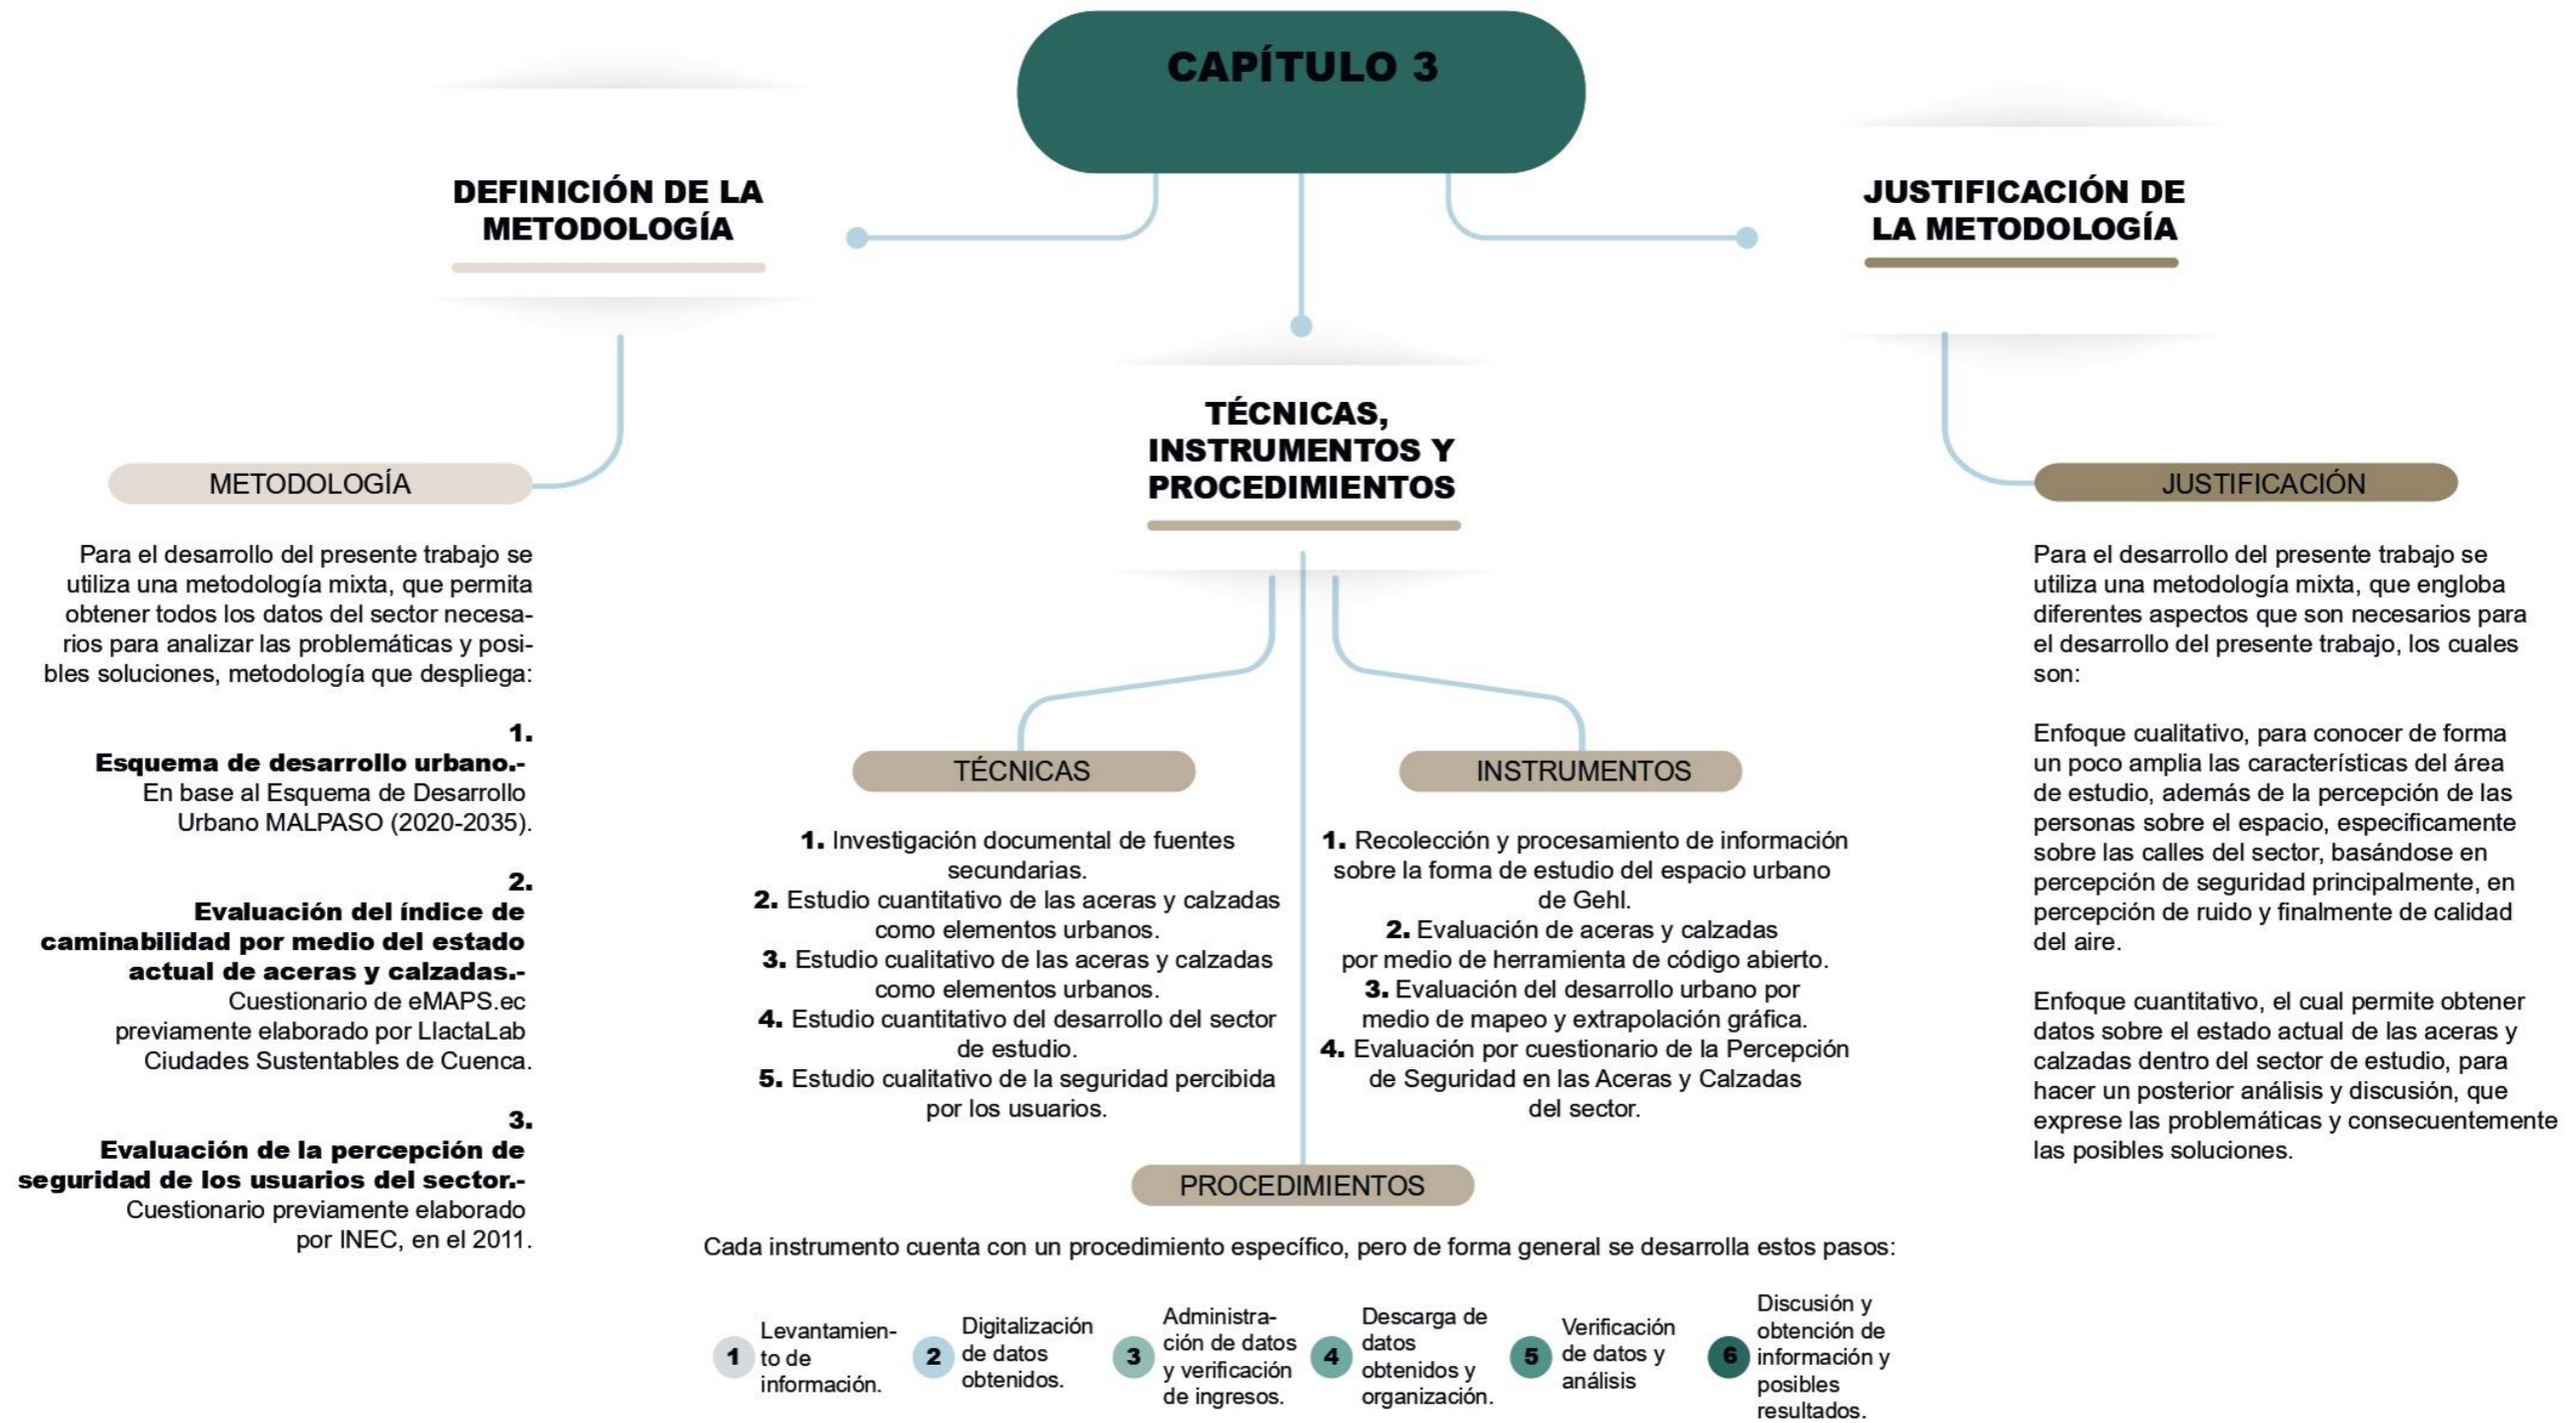 CAPÍTULO 3
DEFINICIÓN DE LA
METODOLOGÍA
METODOLOGÍA
Para el desarrollo del presente trabajo se
utiliza una metodología mixta, que permita
obtener todos los datos del sector necesa-
rios para analizar las problemáticas y posi-
bles soluciones, metodología que despliega:
1.
Esquema de desarrollo urbano.-
En base al Esquema de Desarrollo
Urbano MALPASO (2020-2035).
2.
Evaluación del índice de
caminabilidad por medio del estado
actual de aceras y calzadas.-
Cuestionario de eMAPS.ec
previamente elaborado por LlactaLab
Ciudades Sustentables de Cuenca.
3.
Evaluación de la percepción de
seguridad de los usuarios del sector.-
Cuestionario previamente elaborado
por INEC, en el 2011.
TÉCNICAS,
INSTRUMENTOS Y
PROCEDIMIENTOS
TÉCNICAS
1. Investigación documental de fuentes
secundarias.
2. Estudio cuantitativo de las aceras y calzadas
como elementos urbanos.
3. Estudio cualitativo de las aceras y calzadas
como elementos urbanos.
4. Estudio cuantitativo del desarrollo del sector
de estudio.
5. Estudio cualitativo de la seguridad percibida
por los usuarios.
INSTRUMENTOS
1. Recolección y procesamiento de información
sobre la forma de estudio del espacio urbano
de Gehl.
2. Evaluación de aceras y calzadas
por medio de herramienta de código abierto.
3. Evaluación del desarrollo urbano por
medio de mapeo y extrapolación gráfica.
4. Evaluación por cuestionario de la Percepción
de Seguridad en las Aceras y Calzadas
del sector.
PROCEDIMIENTOS
Cada instrumento cuenta con un procedimiento específico, pero de forma general se desarrolla estos pasos:
1
Levantamien-
to de
información.
2
Digitalización
de datos
obtenidos.
3
Administra-
ción de datos
y verificación
de ingresos.
4
Descarga de
datos
obtenidos y
organización.
5
Verificación
de datos y
análisis
6
Discusión y
obtención de
información y
posibles
resultados.
JUSTIFICACIÓN DE
LA METODOLOGÍA
JUSTIFICACIÓN
Para el desarrollo del presente trabajo se
utiliza una metodología mixta, que engloba
diferentes aspectos que son necesarios para
el desarrollo del presente trabajo, los cuales
son:
Enfoque cualitativo, para conocer de forma
un poco amplia las características del área
de estudio, además de la percepción de las
personas sobre el espacio, especificamente
sobre las calles del sector, basándose en
percepción de seguridad principalmente, en
percepción de ruido y finalmente de calidad
del aire.
Enfoque cuantitativo, el cual permite obtener
datos sobre el estado actual de las aceras y
calzadas dentro del sector de estudio, para
hacer un posterior análisis y discusión, que
exprese las problemáticas y consecuentemente
las posibles soluciones.